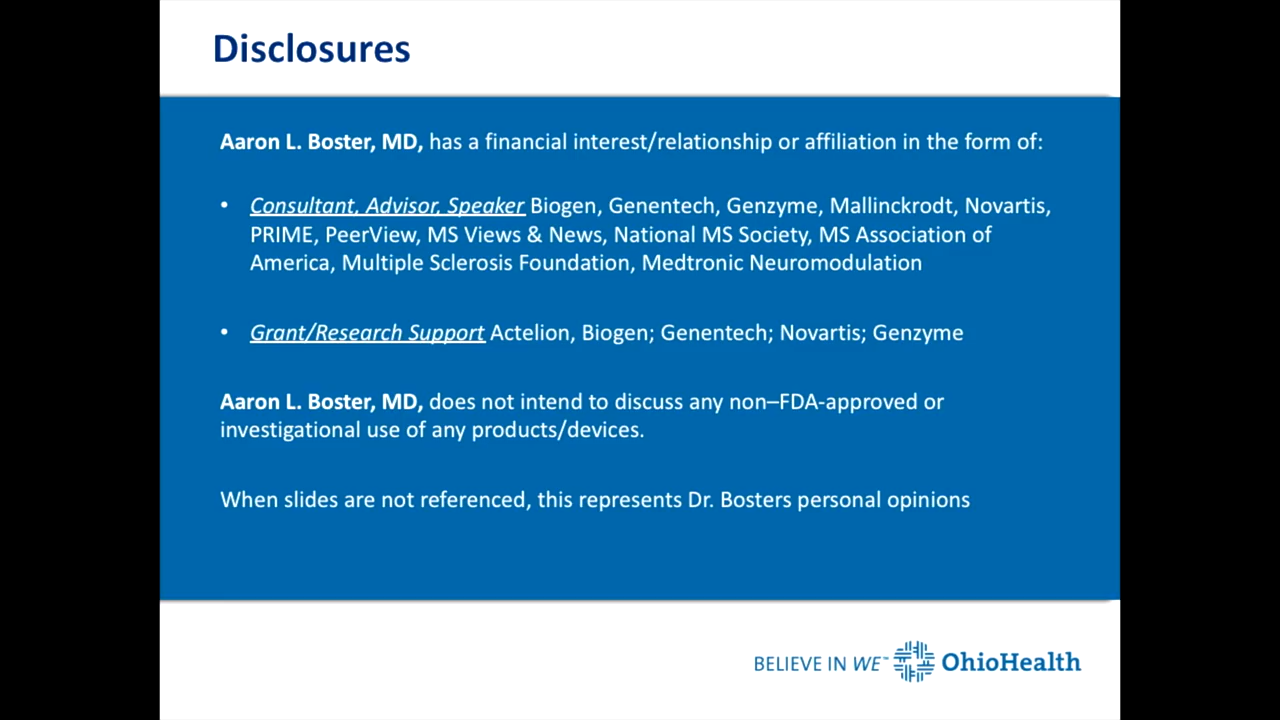 Disclosures
Aaron L. Boster, MD, has a financial interest/relationship or affiliation in the form of:
• Consultant, Advisor, Speaker Biogen, Genentech, Genzyme, Mallinckrodt, Novartis,
PRIME, PeerView, MS Views & News, National MS Society, MS Association of
America, Multiple Sclerosis Foundation, Medtronic Neuromodulation
• Grant/Research Support Actelion, Biogen; Genentech; Novartis; Genzyme
Aaron L. Boster, MD, does not intend to discuss any non–FDA-approved or
investigational use of any products/devices.
When slides are not referenced, this represents Dr. Bosters personal opinions
BELIEVE IN WE™ OhioHealth